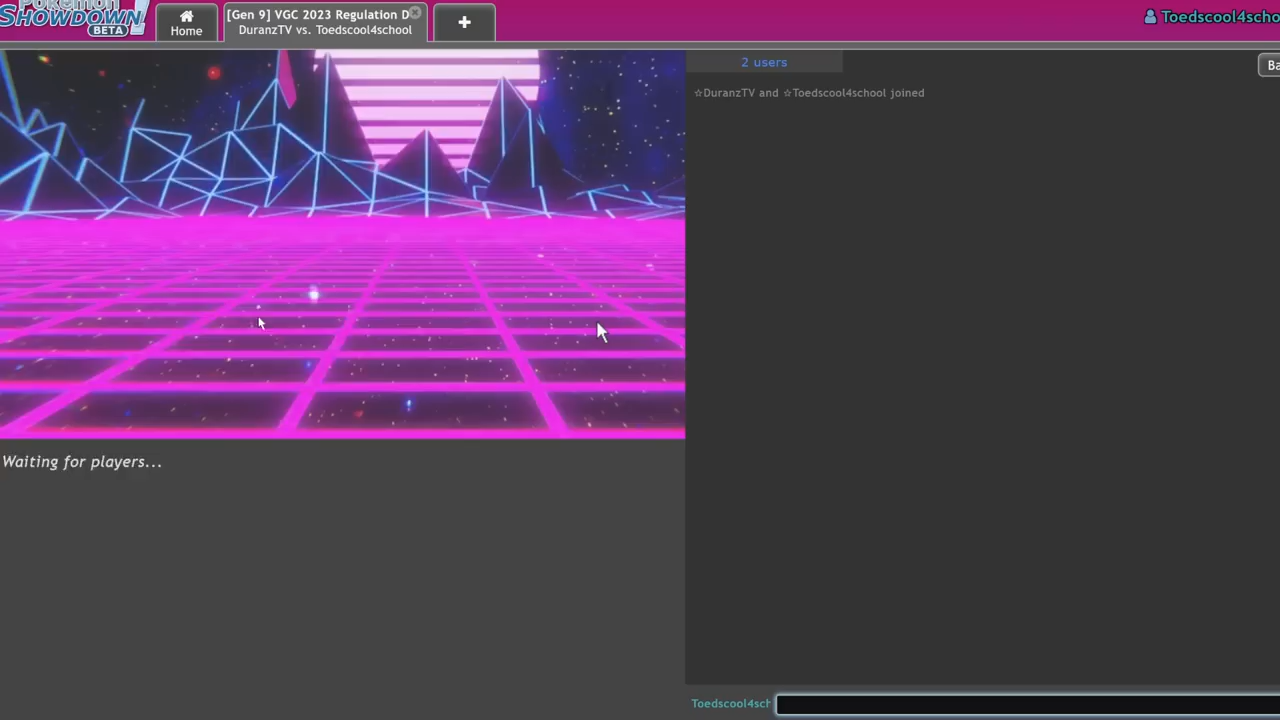 Pokémon
SHOWDOWN!
BETA
Home
[Gen 9] VGC 2023 Regulation D
DuranzTV vs. Toedscool4school
+
Toedscool4scho
2 users
Ba
☆DuranzTV and ☆Toedscool4school joined
Waiting for players...
Toedscool4sch